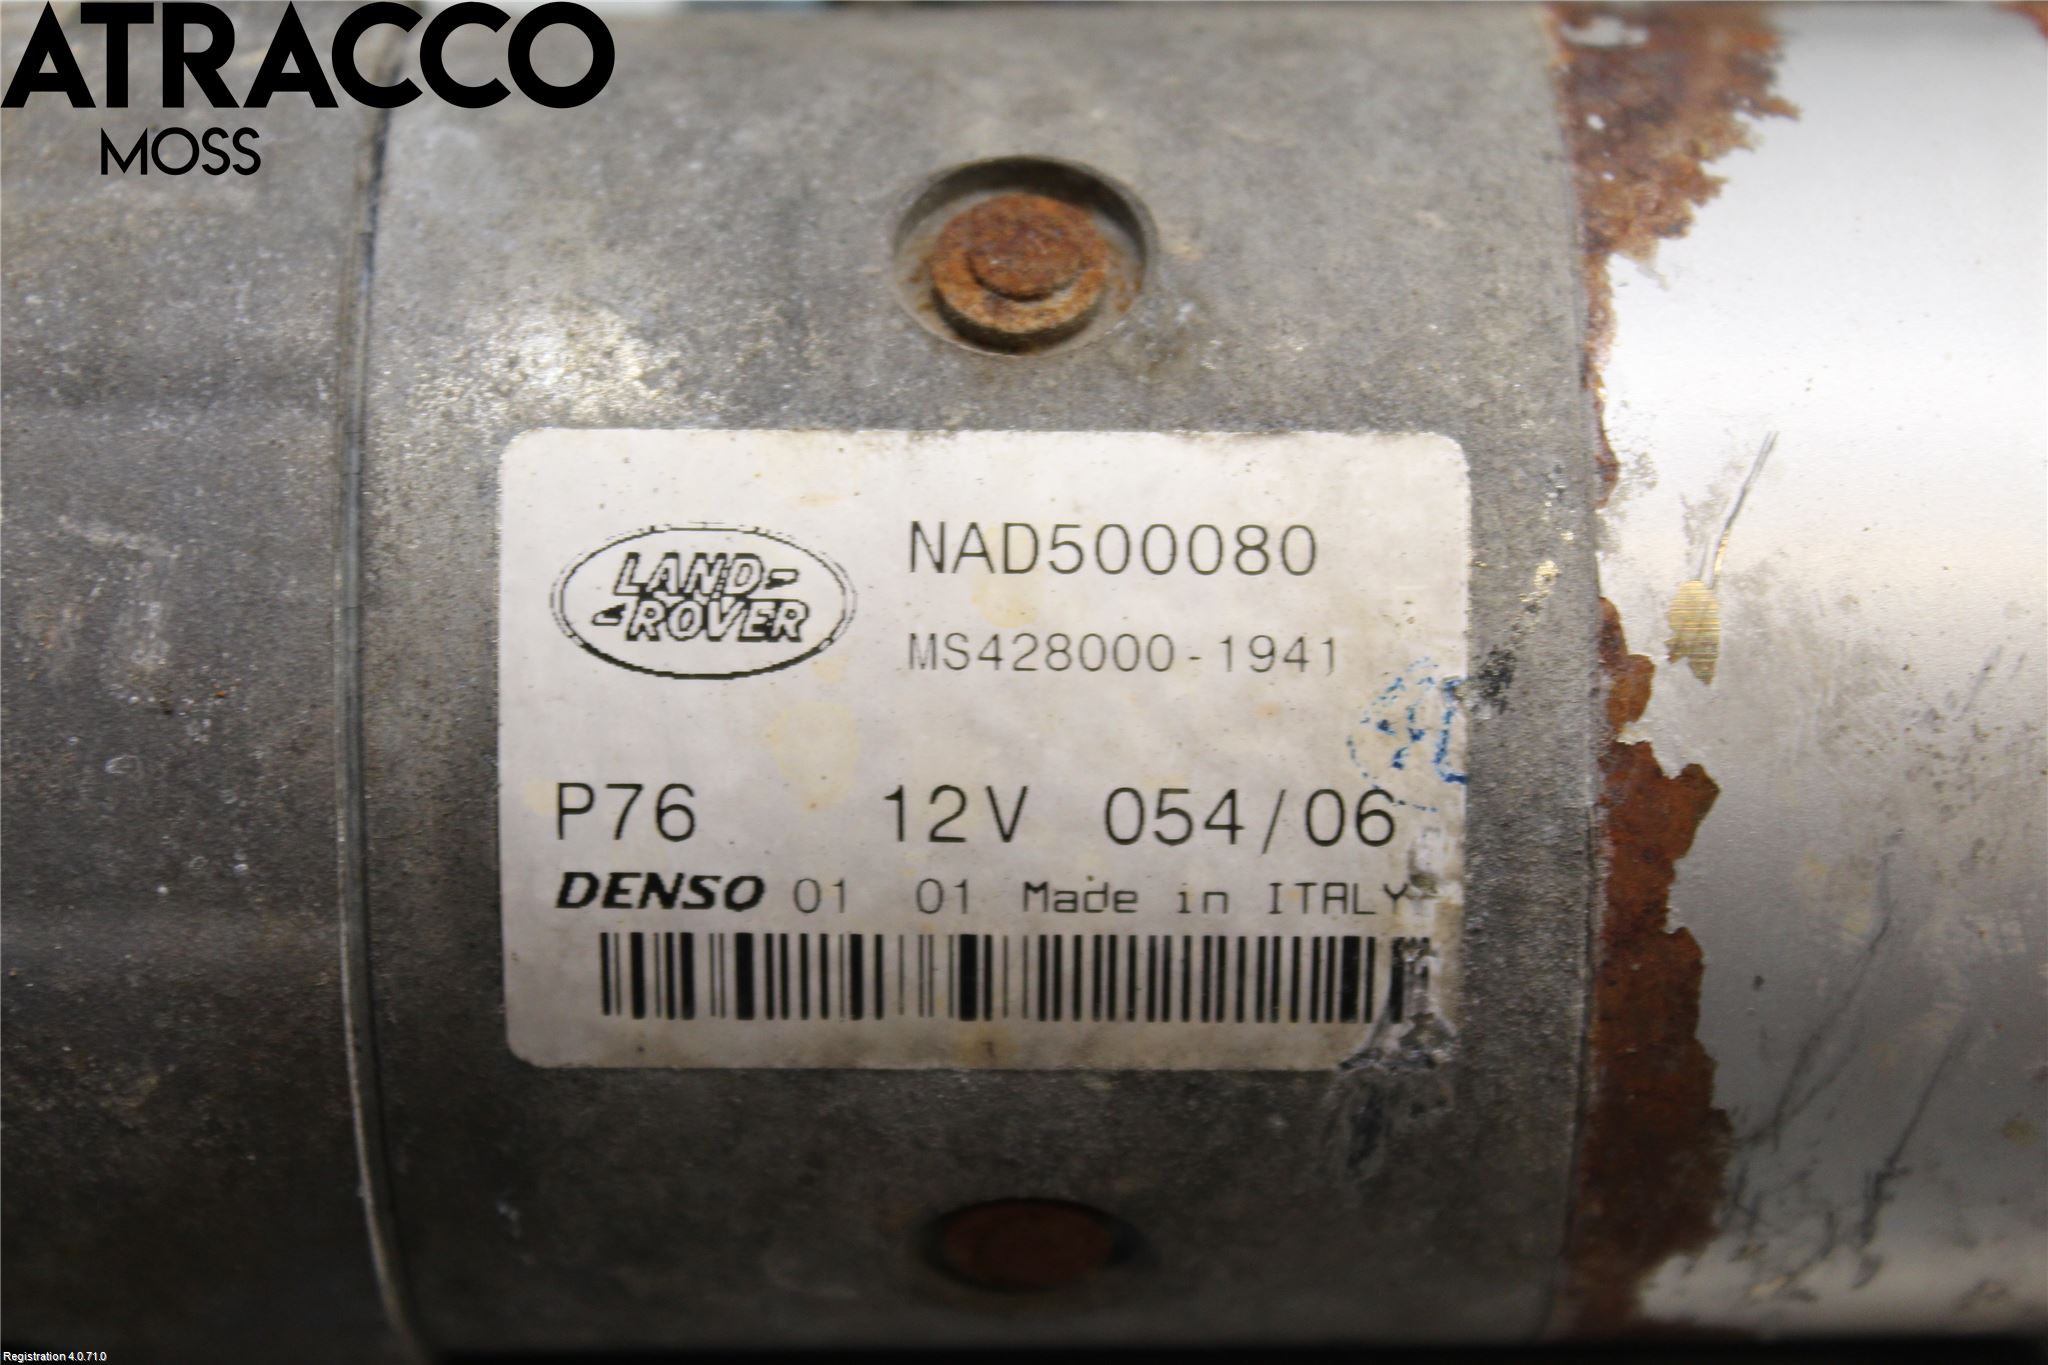 ATRACCO
MOSS
LAND-
-ROVER
NAD500080
MS428000-1941
P76 12V 054/06
DENSO 01 01 Made in ITALY
Registration 4.0.71.0